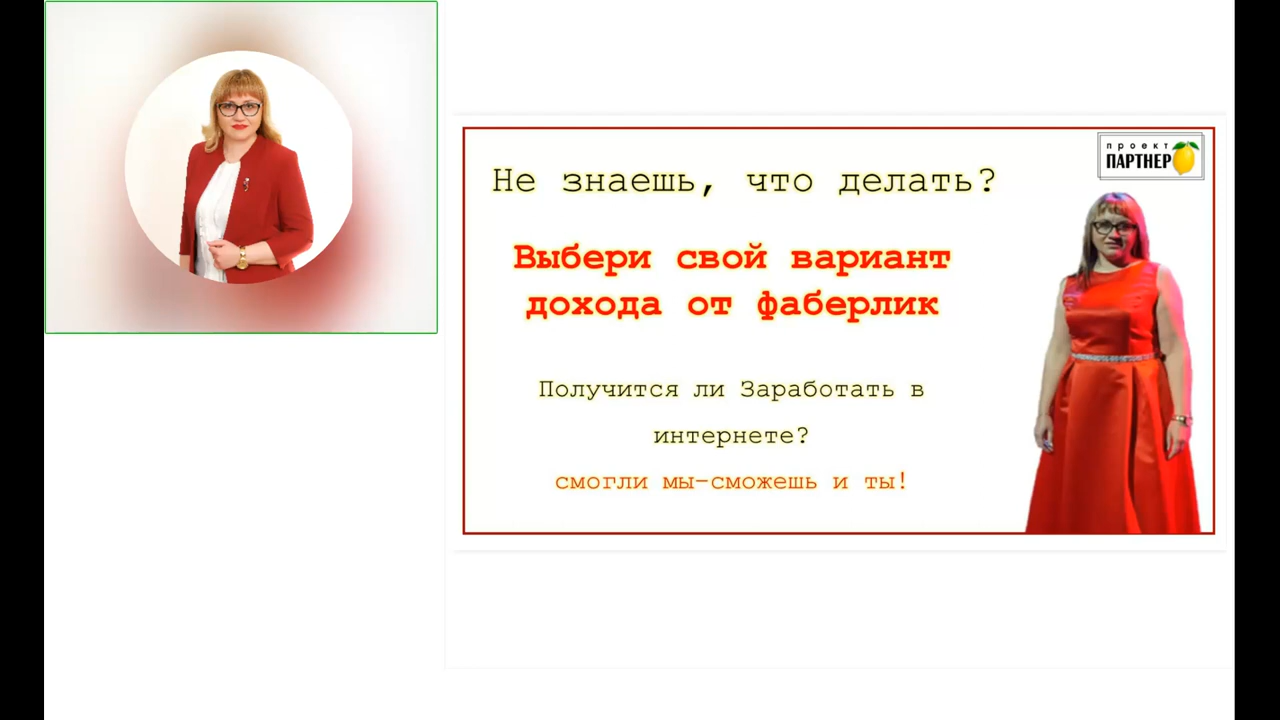 проект
ПАРТНЕР
Не знаешь, что делать?
Выбери свой вариант
дохода от фаберлик
Получится ли Заработать в
интернете?
смогли мы-сможешь и ты!